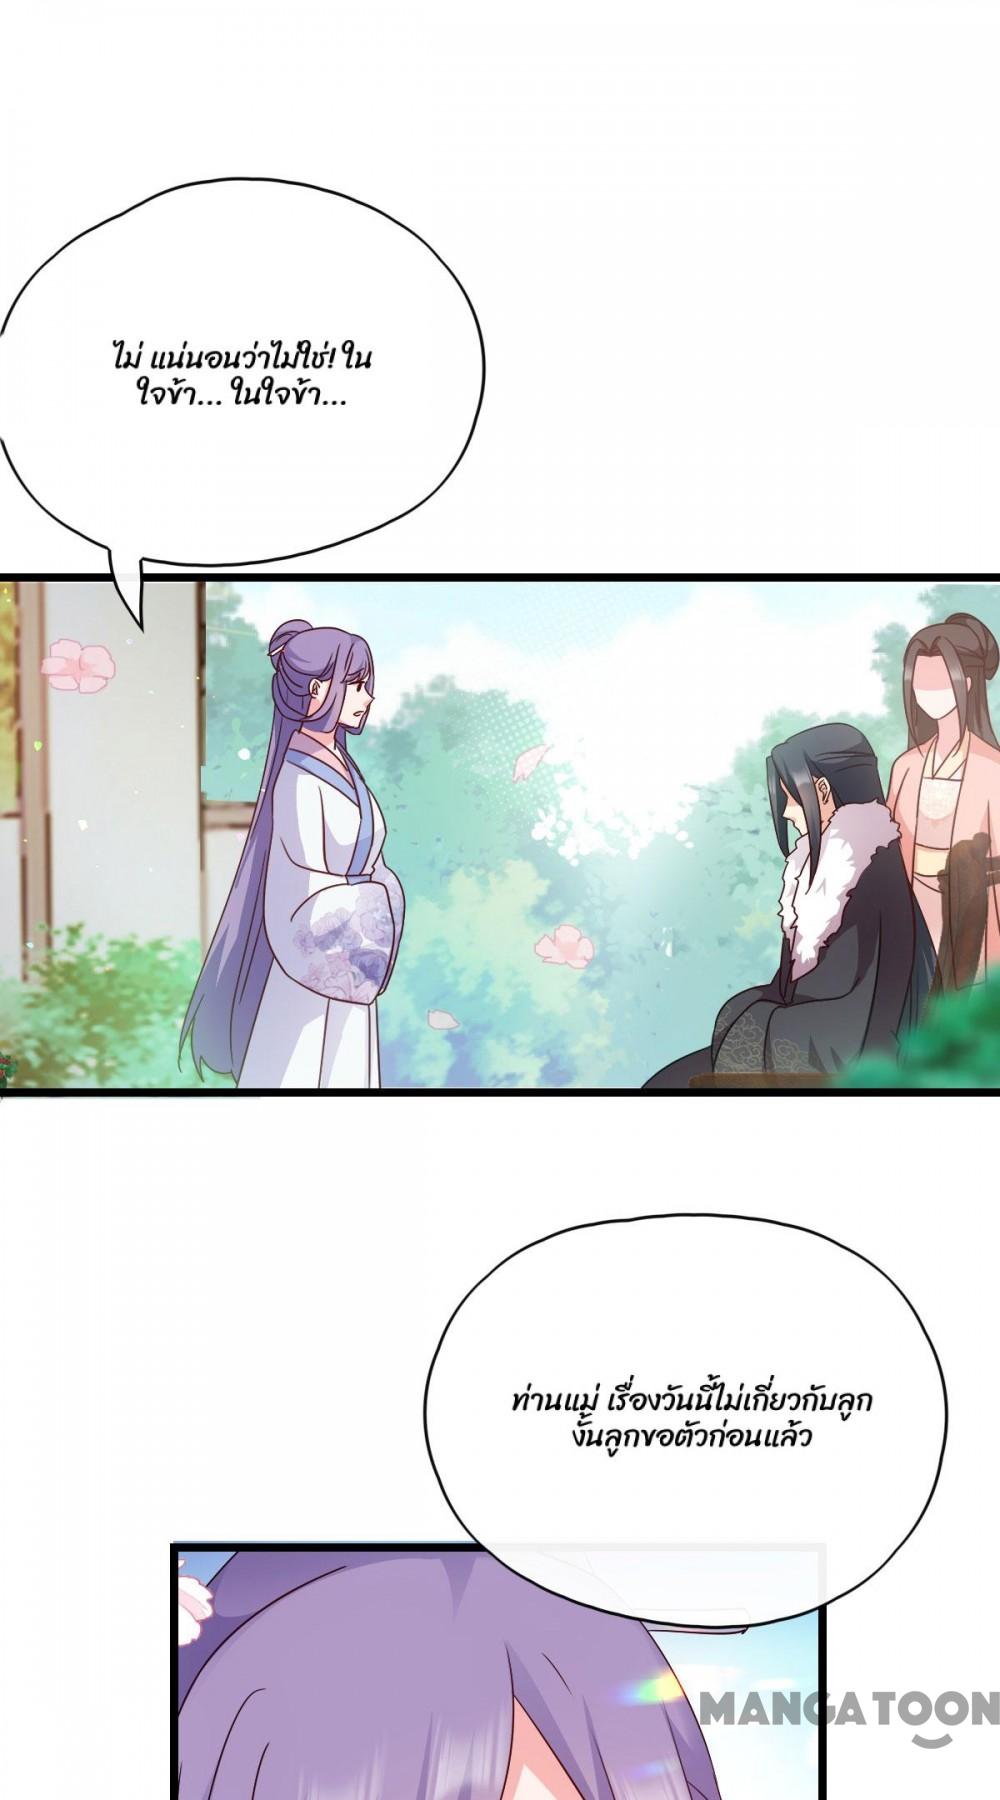 ไม่ แน่นอนว่าไม่ใช่! ใน
ใจข้า... ในใจข้า...
ท่านแม่ เรื่องวันนี้ไม่เกี่ยวกับลูก
งั้นลูกขอตัวก่อนแล้ว
MANGATOON